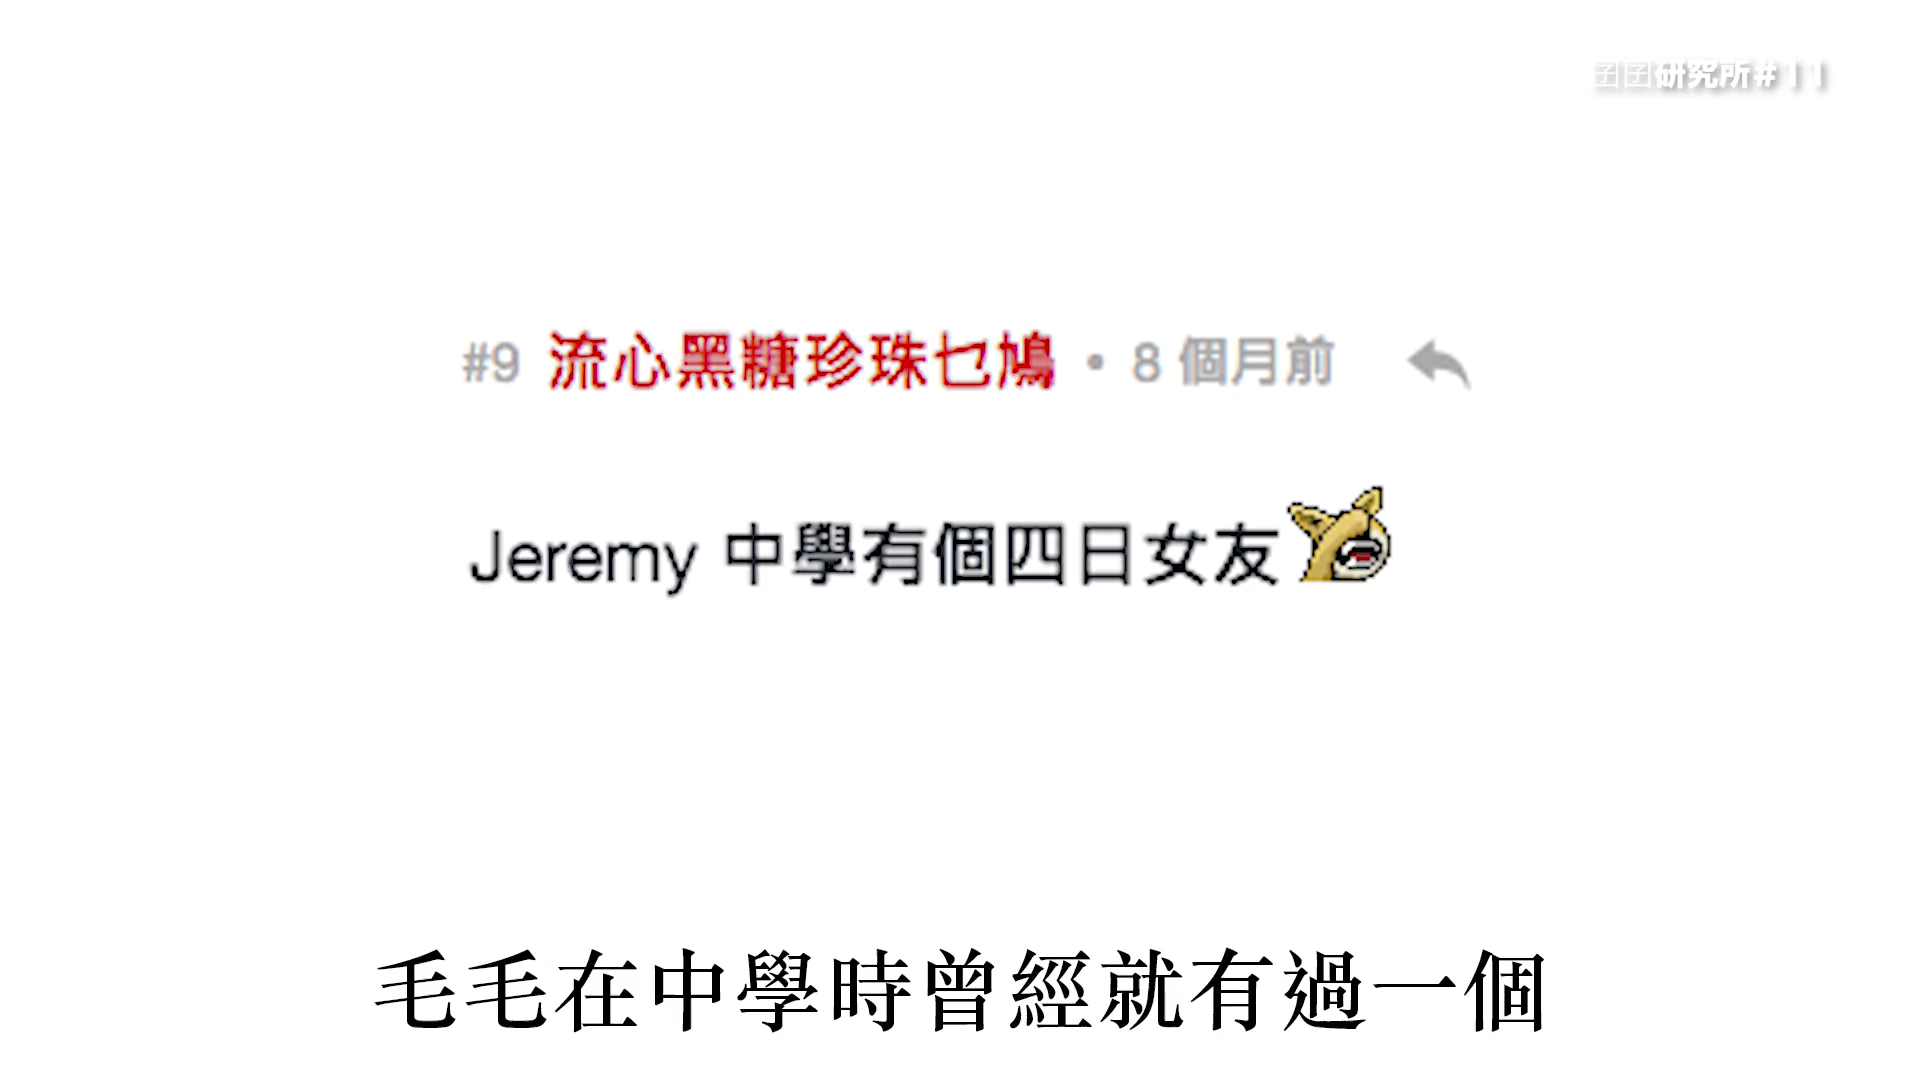 囝囝研究所#11
#9 流心黑糖珍珠乜鳩 • 8 個月前
Jeremy 中學有個四日女友
毛毛在中學時曾經就有過一個